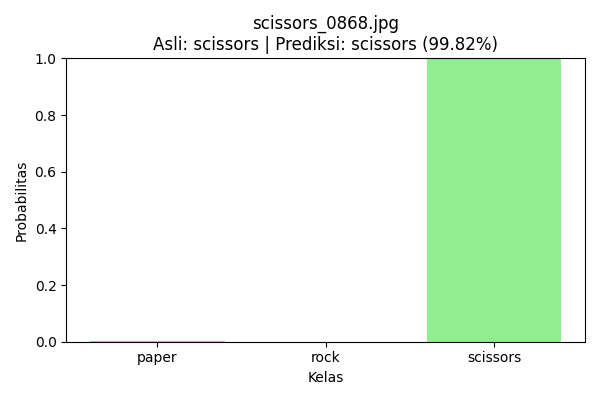 scissors_0868.jpg
Asli: scissors | Prediksi: scissors (99.82%)
1.0
0.8
0.6
0.4
0.2
0.0
Probabilitas
paper rock scissors
Kelas